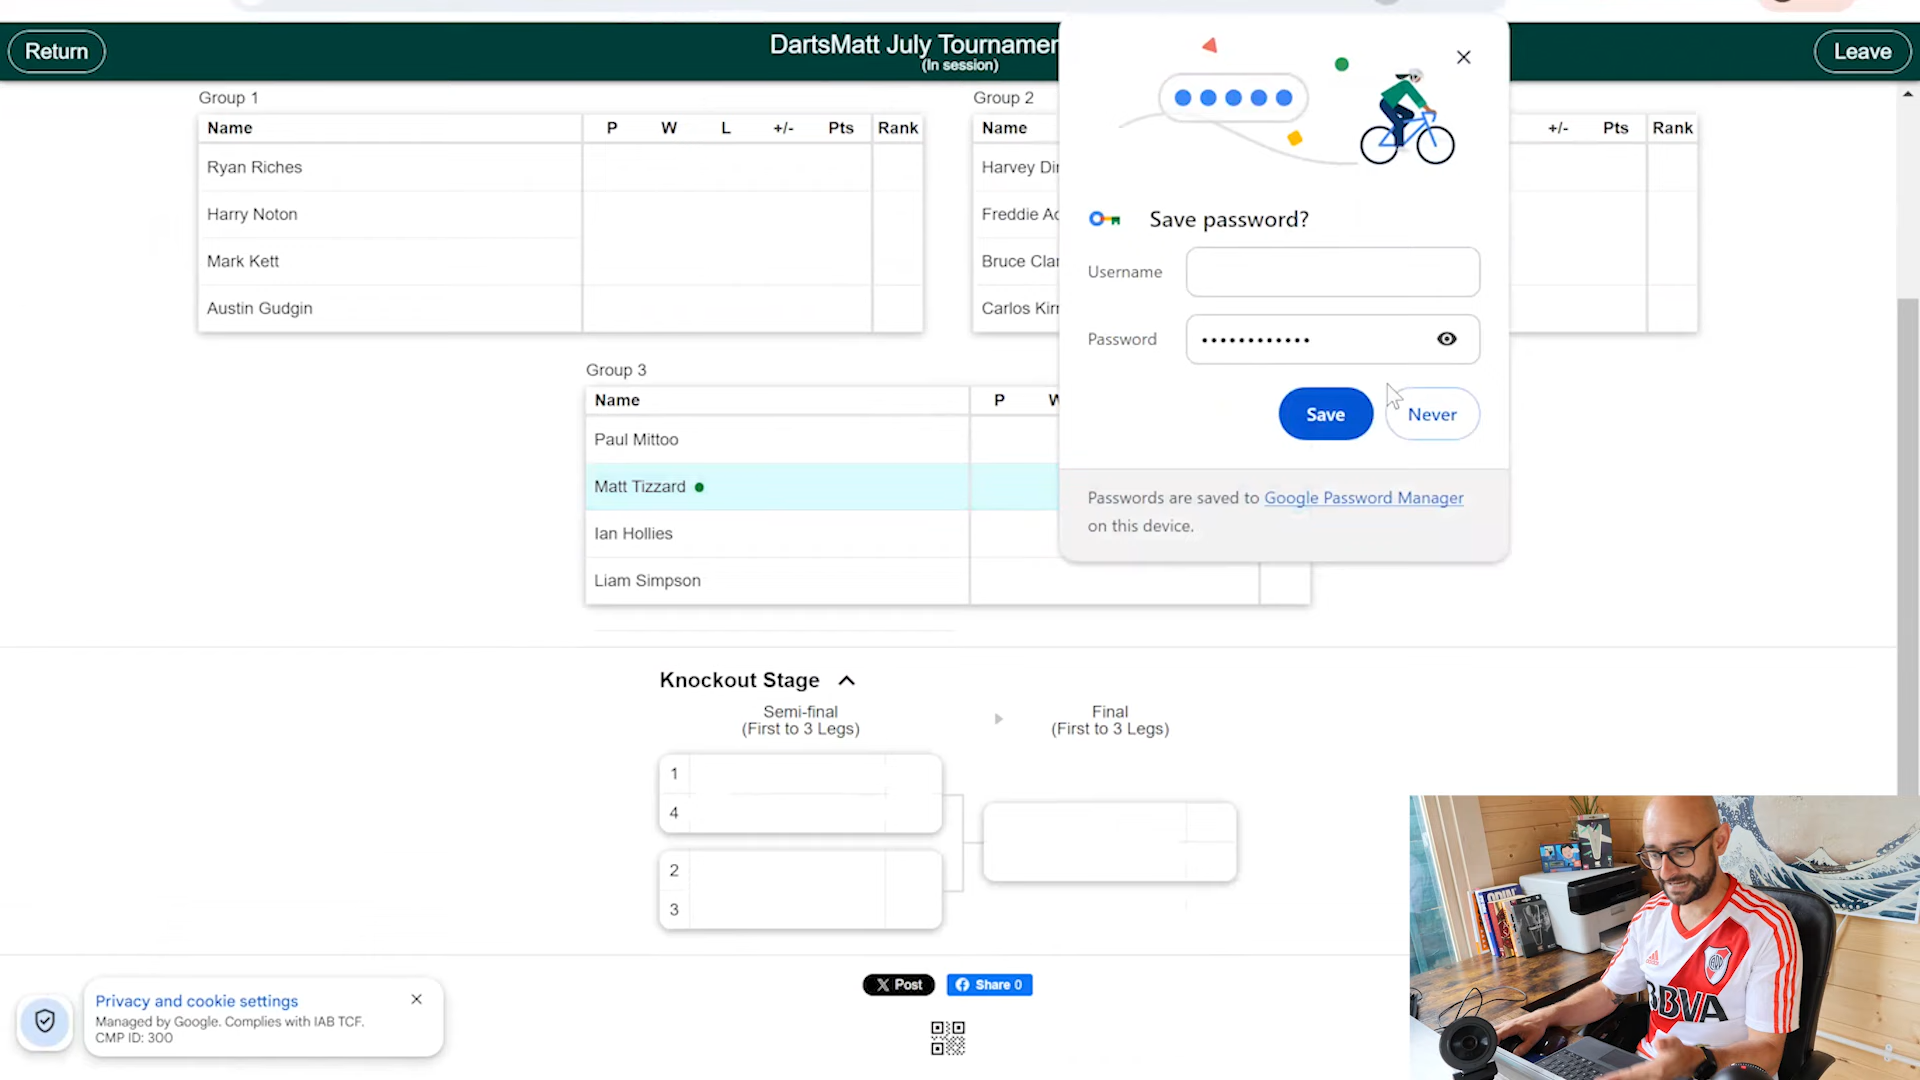 Return
DartsMatt July Tournamen
(In session)
Leave
Group 1
Name P W L +/- Pts Rank
Ryan Riches
Harry Noton
Mark Kett
Austin Gudgin
Group 2
Name +/- Pts Rank
Harvey
Freddie
Bruce
Carlos
Save password?
Username
Password
Save Never
Passwords are saved to Google Password Manager
on this device.
Group 3
Name P
Paul Mittoo
Matt Tizzard
Ian Hollies
Liam Simpson
Knockout Stage
Semi-final
(First to 3 Legs)
Final
(First to 3 Legs)
1
4
2
3
Post Share 0
Privacy and cookie settings
Managed by Google. Complies with IAB TCF.
CMP ID: 300
BBVA